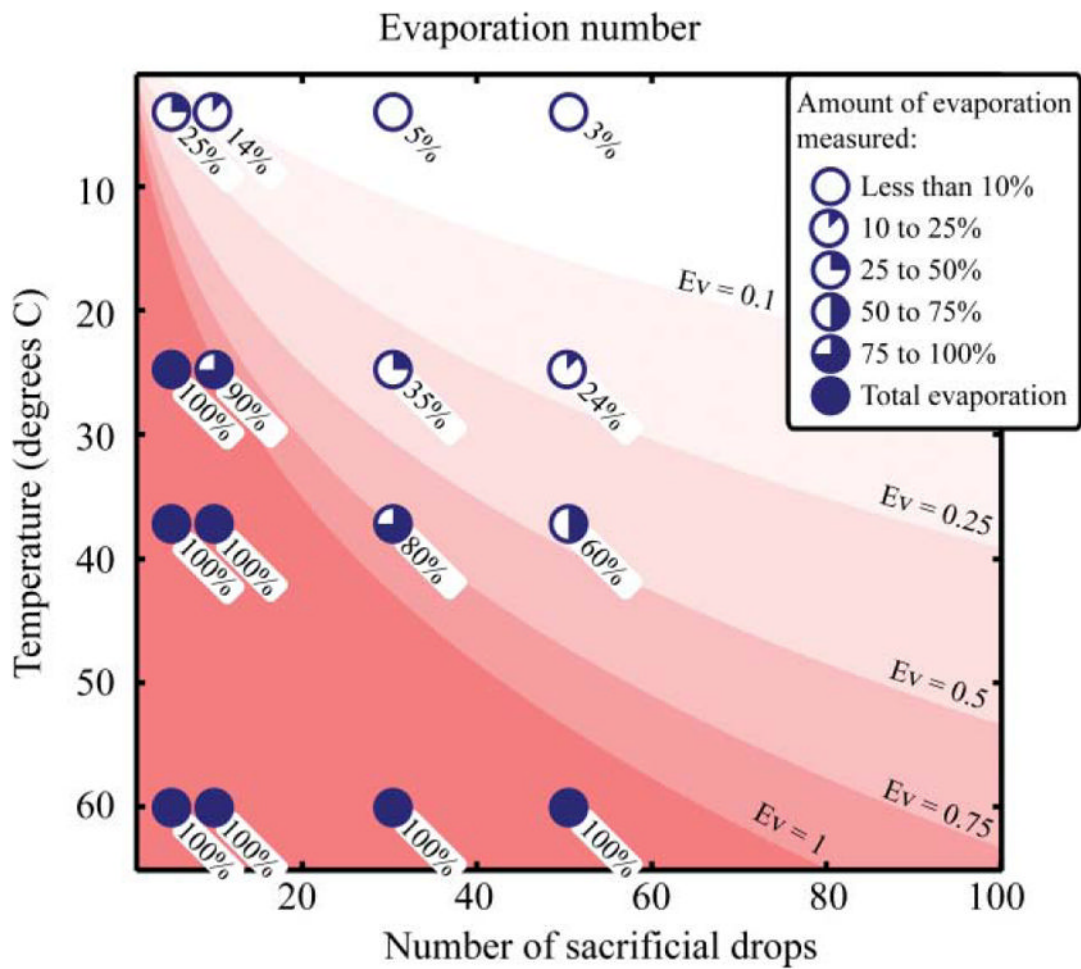 Evaporation number
Amount of evaporation
measured:
Less than 10%
10 to 25%
25 to 50%
50 to 75%
75 to 100%
Total evaporation
25%
14%
5%
3%
10
Ev = 0.1
20
100%
90%
35%
24%
30
Ev = 0.25
100%
100%
80%
60%
40
50
Ev = 0.5
60
100%
100%
100%
100%
Ev = 1
Ev = 0.75
20
40
60
80
100
Temperature (degrees C)
Number of sacrificial drops